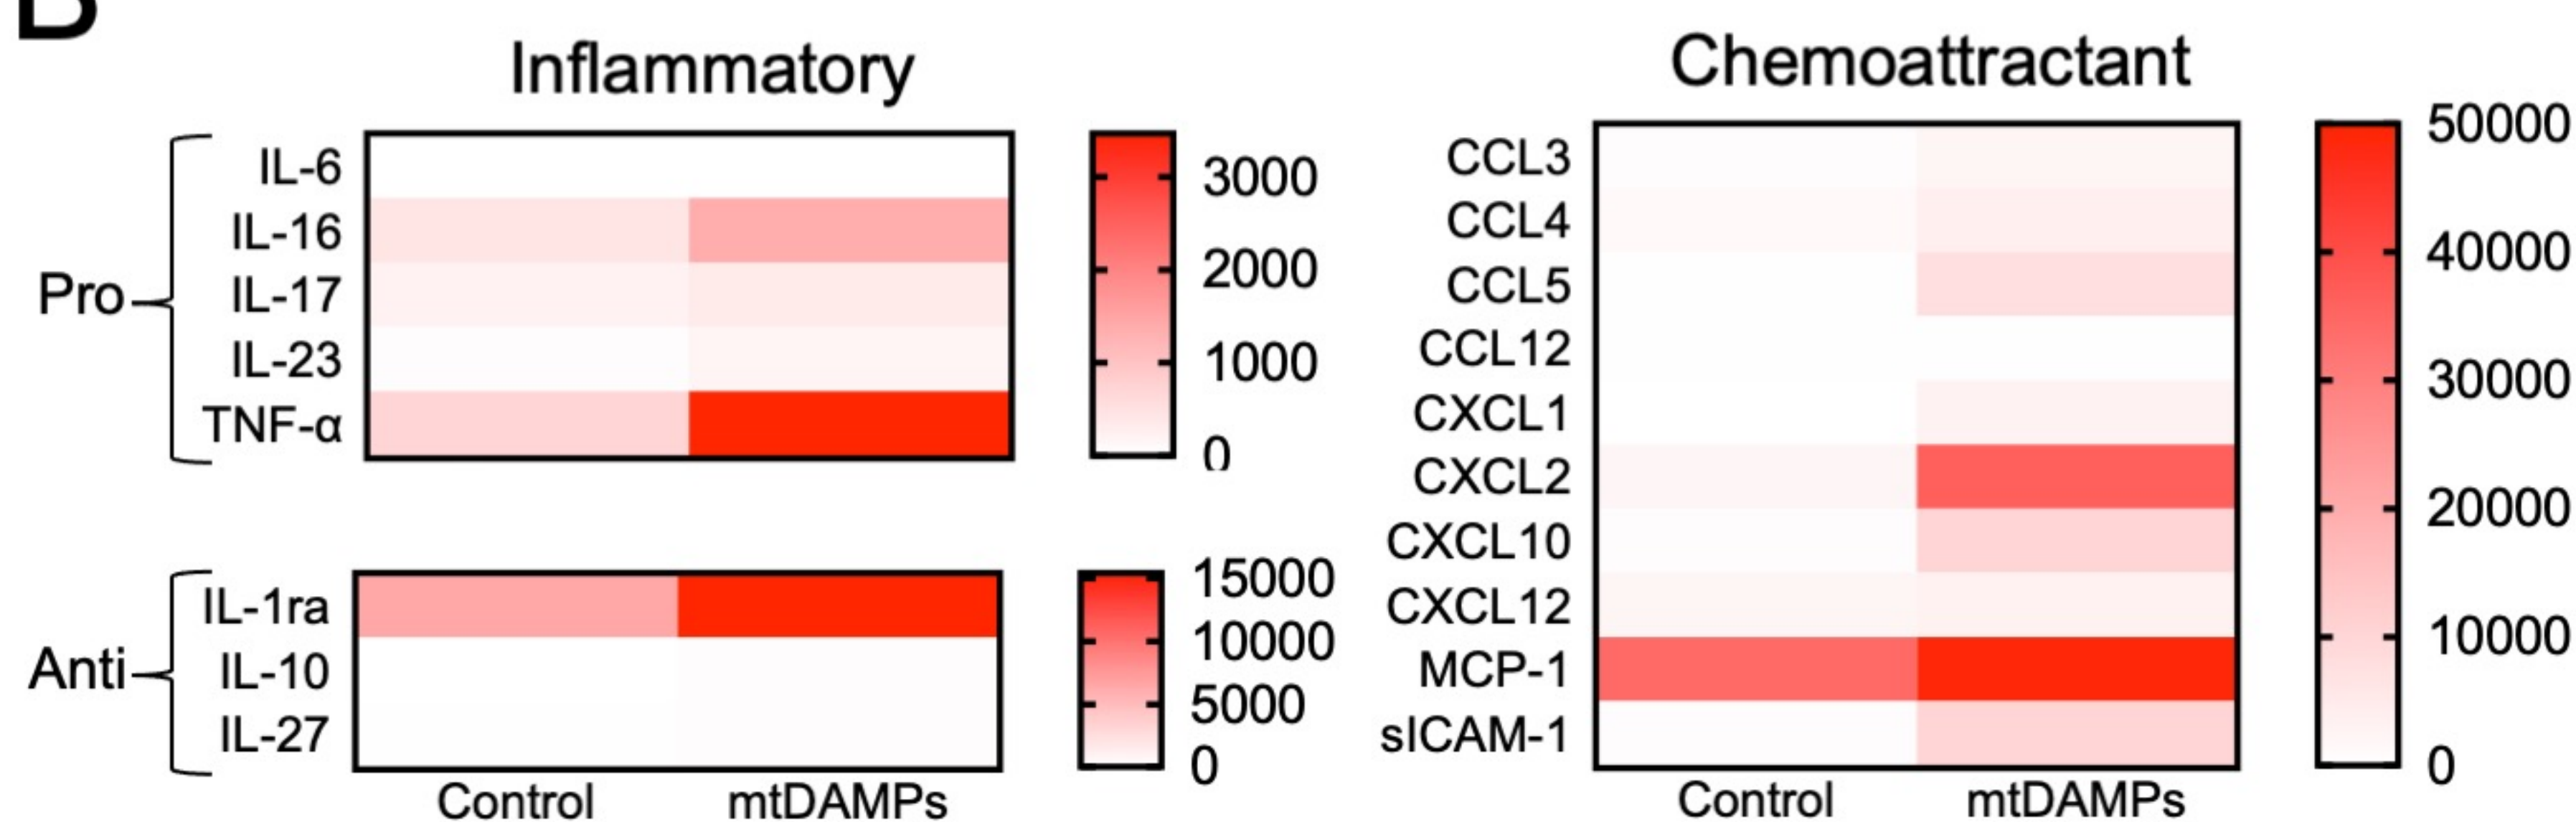 B
Inflammatory
Pro
IL-6
IL-16
IL-17
IL-23
TNF-α
3000
2000
1000
0
Anti
IL-1ra
IL-10
IL-27
15000
10000
5000
0
Control mtDAMPs
Chemoattractant
CCL3
CCL4
CCL5
CCL12
CXCL1
CXCL2
CXCL10
CXCL12
MCP-1
sICAM-1
50000
40000
30000
20000
10000
0
Control mtDAMPs